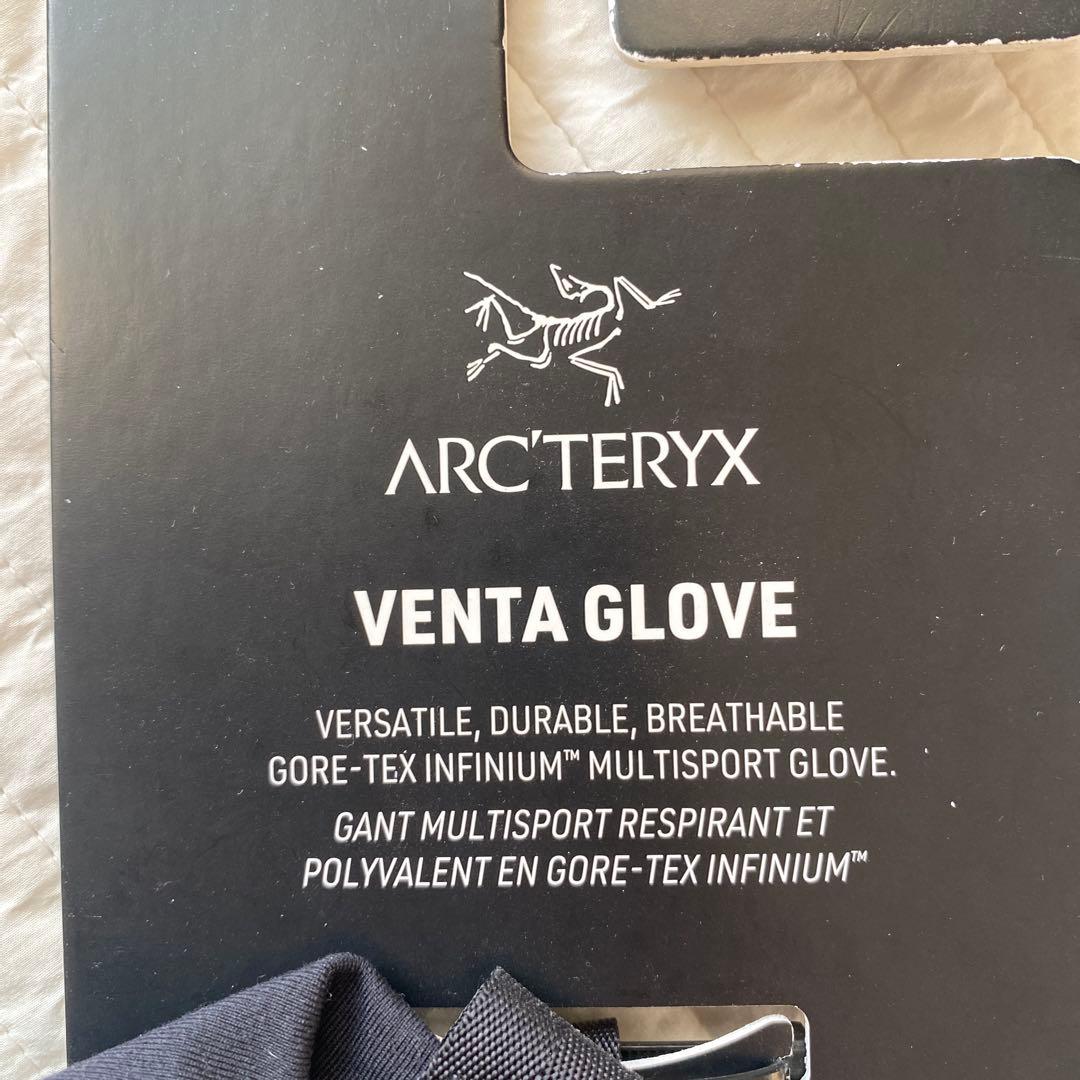 ARC'TERYX
VENTA GLOVE
VERSATILE, DURABLE, BREATHABLE
GORE-TEX INFINIUM™ MULTISPORT GLOVE.
GANT MULTISPORT RESPIRANT ET
POLYVALENT EN GORE-TEX INFINIUM™